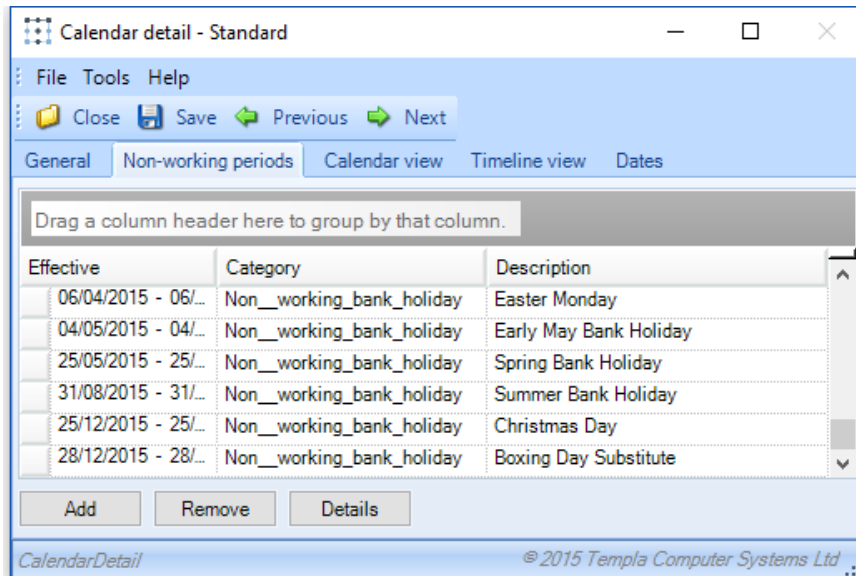 Calendar detail - Standard
File Tools Help
Close Save Previous Next
General Non-working periods Calendar view Timeline view Dates
Drag a column header here to group by that column.
Effective Category Description
06/04/2015 - 06/... Non__working_bank_holiday Easter Monday
04/05/2015 - 04/... Non__working_bank_holiday Early May Bank Holiday
25/05/2015 - 25/... Non__working_bank_holiday Spring Bank Holiday
31/08/2015 - 31/... Non__working_bank_holiday Summer Bank Holiday
25/12/2015 - 25/... Non__working_bank_holiday Christmas Day
28/12/2015 - 28/... Non__working_bank_holiday Boxing Day Substitute
Add Remove Details
CalendarDetail © 2015 Templa Computer Systems Ltd